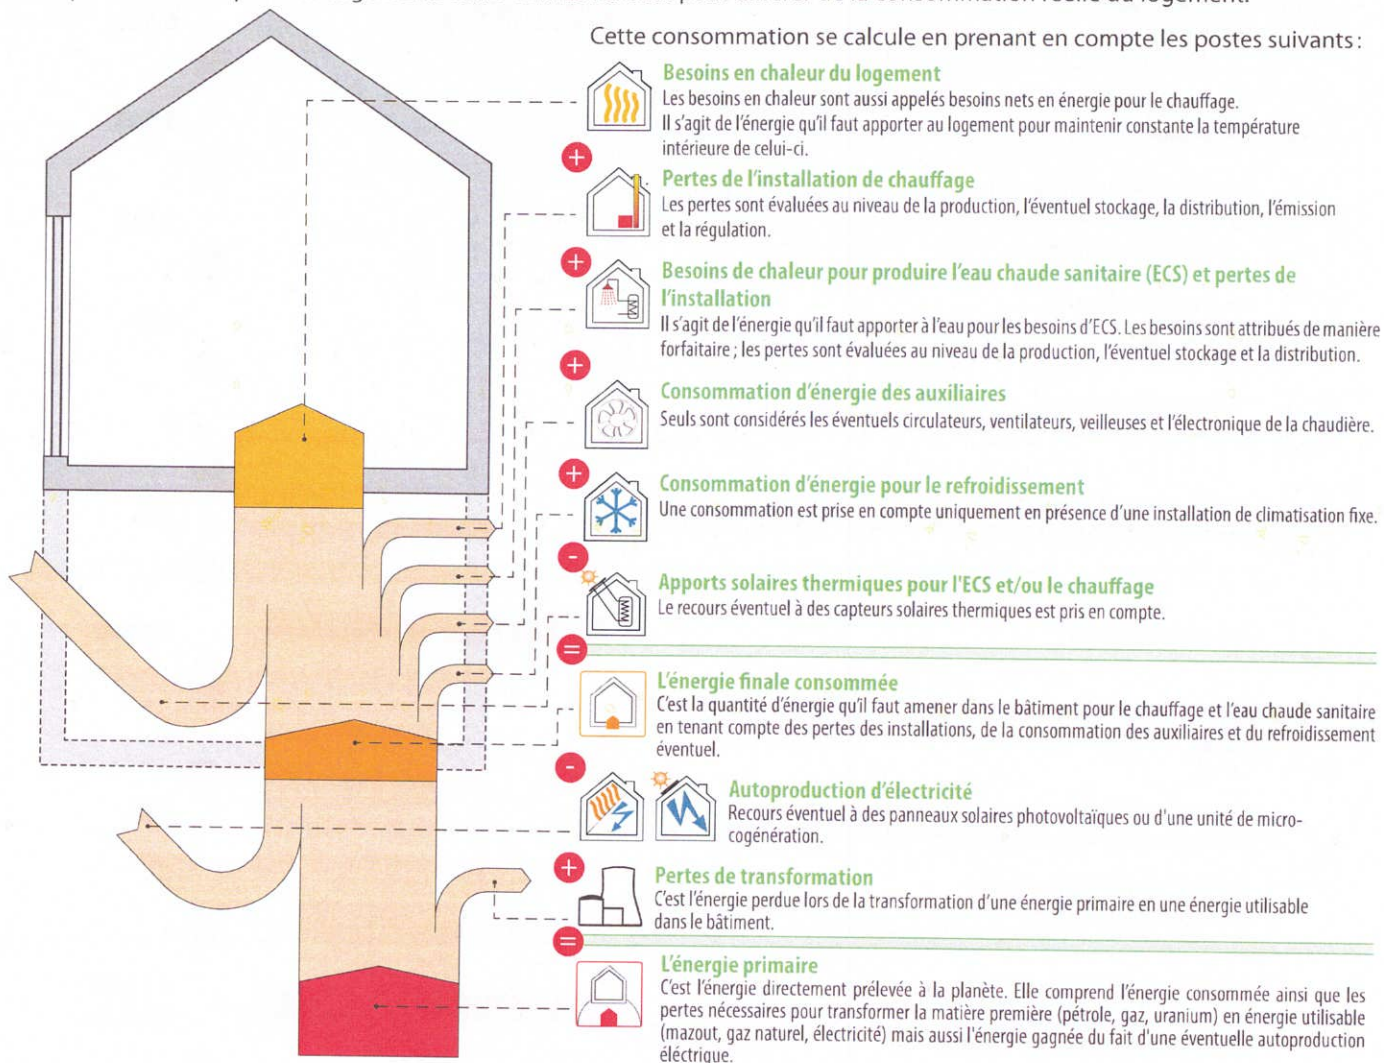 Cette consommation se calcule en prenant en compte les postes suivants :
Besoins en chaleur du logement
Les besoins en chaleur sont aussi appelés besoins nets en énergie pour le chauffage.
Il s'agit de l'énergie qu'il faut apporter au logement pour maintenir constante la température
intérieure de celui-ci.
+
Pertes de l'installation de chauffage
Les pertes sont évaluées au niveau de la production, l'éventuel stockage, la distribution, l'émission
et la régulation.
+
Besoins de chaleur pour produire l'eau chaude sanitaire (ECS) et pertes de
l'installation
Il s'agit de l'énergie qu'il faut apporter à l'eau pour les besoins d'ECS. Les besoins sont attribués de manière
forfaitaire ; les pertes sont évaluées au niveau de la production, l'éventuel stockage et la distribution.
+
Consommation d'énergie des auxiliaires
Seuls sont considérés les éventuels circulateurs, ventilateurs, veilleuses et l'électronique de la chaudière.
+
Consommation d'énergie pour le refroidissement
Une consommation est prise en compte uniquement en présence d'une installation de climatisation fixe.
-
Apports solaires thermiques pour l'ECS et/ou le chauffage
Le recours éventuel à des capteurs solaires thermiques est pris en compte.
=
L'énergie finale consommée
C'est la quantité d'énergie qu'il faut amener dans le bâtiment pour le chauffage et l'eau chaude sanitaire
en tenant compte des pertes des installations, de la consommation des auxiliaires et du refroidissement
éventuel.
-
Autoproduction d'électricité
Recours éventuel à des panneaux solaires photovoltaïques ou d'une unité de micro-
cogénération.
+
Pertes de transformation
C'est l'énergie perdue lors de la transformation d'une énergie primaire en une énergie utilisable
dans le bâtiment.
=
L'énergie primaire
C'est l'énergie directement prélevée à la planète. Elle comprend l'énergie consommée ainsi que les
pertes nécessaires pour transformer la matière première (pétrole, gaz, uranium) en énergie utilisable
(mazout, gaz naturel, électricité) mais aussi l'énergie gagnée du fait d'une éventuelle autoproduction
éléctrique.